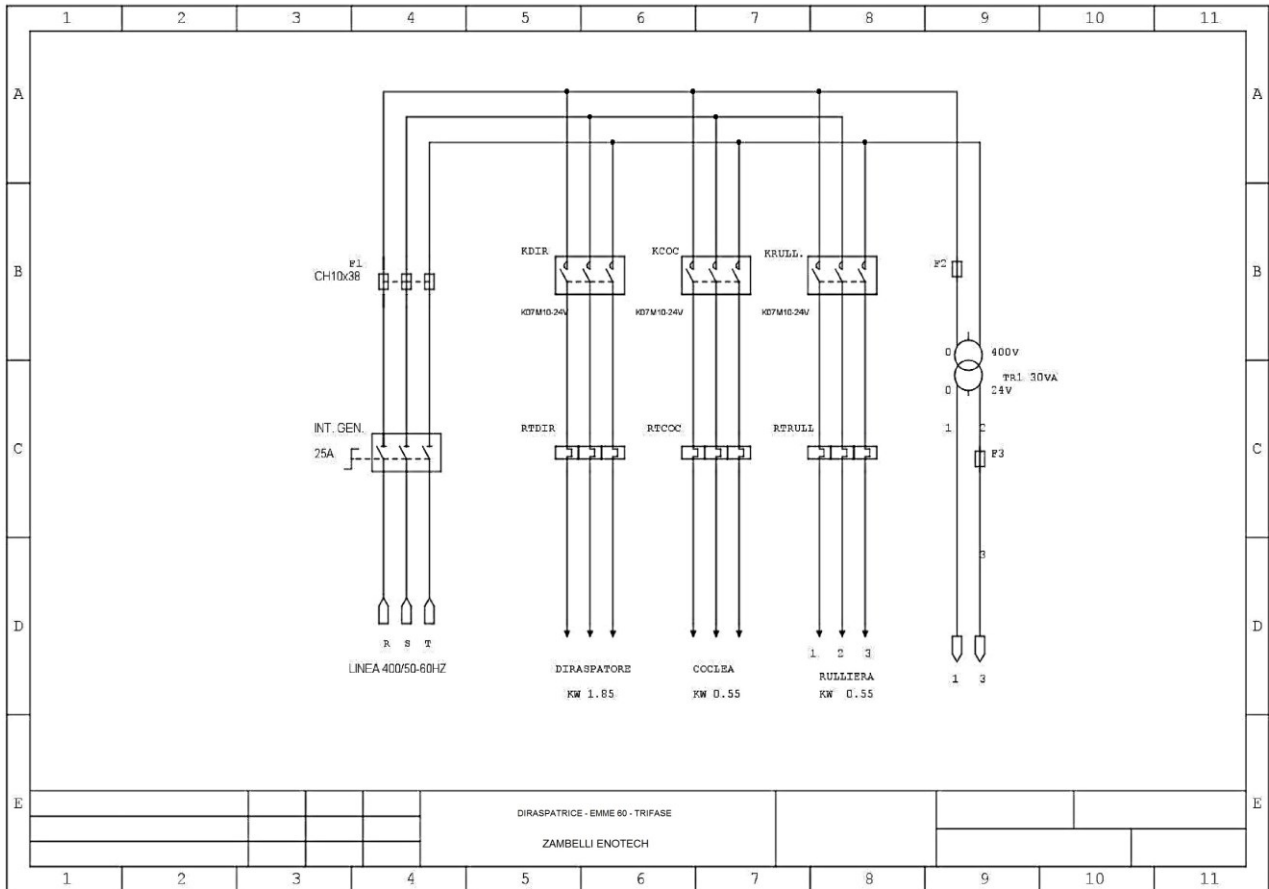 1 2 3 4 5 6 7 8 9 10 11
A A
B B
C C
D D
E E
F1
CH10x38
KDIR
K07M10-24V
KCOC
K07M10-24V
KRULL.
K07M10-24V
F2
0 400V
TR1 30VA
0 24V
1 2
F3
3
INT. GEN.
25A
RTDIR
RTCOC
RTRULL
R S T
LINEA 400/50-60HZ
DIRASPATORE
KW 1.85
COCLEA
KW 0.55
1 2 3
RULLIERA
KW 0.55
1 3
DIRASPATRICE - EMME 60 - TRIFASE
ZAMBELLI ENOTECH
1 2 3 4 5 6 7 8 9 10 11